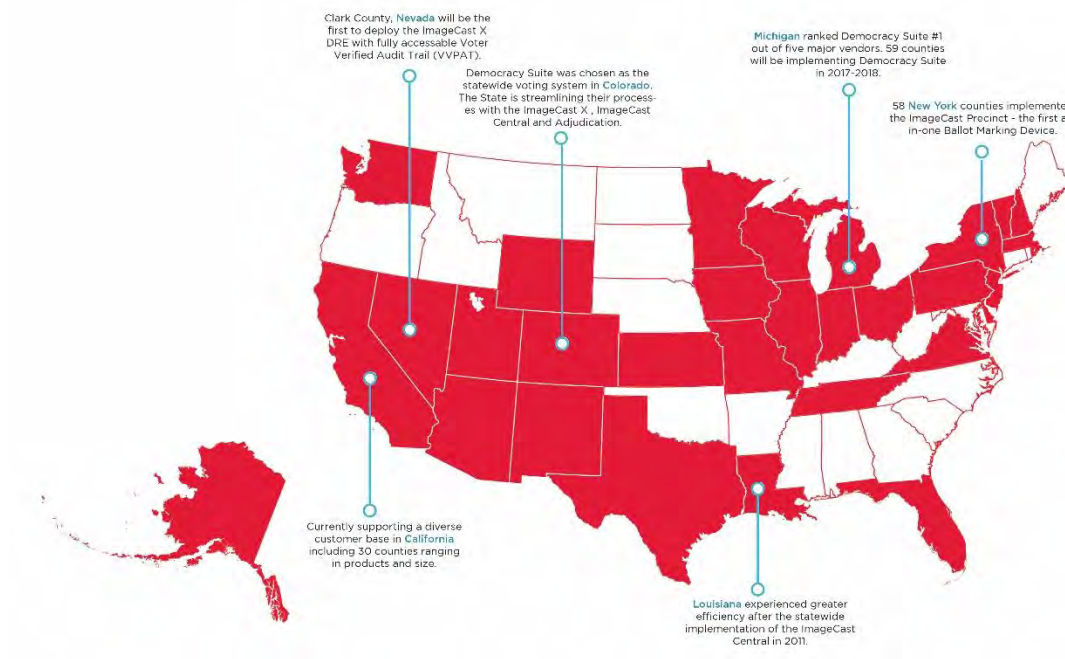 Clark County, Nevada will be the
first to deploy the ImageCast X
DRE with fully accessable Voter
Verified Audit Trail (VVPAT).
Democracy Suite was chosen as the
statewide voting system in Colorado.
The State is streamlining their process-
es with the ImageCast X , ImageCast
Central and Adjudication.
Michigan ranked Democracy Suite #1
out of five major vendors. 59 counties
will be implementing Democracy Suite
in 2017-2018.
58 New York counties implemente
the ImageCast Precinct - the first a
in-one Ballot Marking Device.
Currently supporting a diverse
customer base in California
including 30 counties ranging
in products and size.
Louisiana experienced greater
efficiency after the statewide
implementation of the ImageCast
Central in 2011.